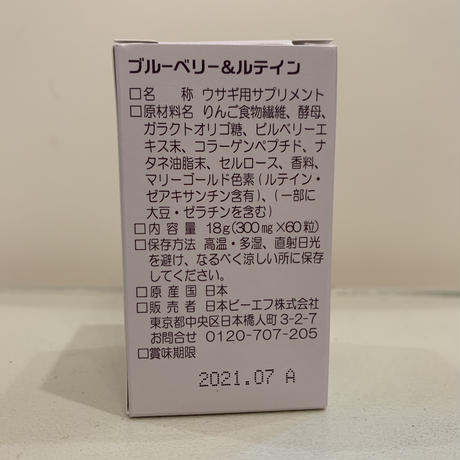 ブルーベリー&ルテイン
□名　称 ウサギ用サプリメント
□原材料名 りんご食物繊維、酵母、
ガラクトオリゴ糖、ビルベリーエ
キス末、コラーゲンペプチド、ナ
タネ油脂末、セルロース、香料、
マリーゴールド色素(ルテイン・
ゼアキサンチン含有)、(一部に
大豆・ゼラチンを含む)
□内容量 18g(300mg×60粒)
□保存方法 高温・多湿、直射日光
を避け、なるべく涼しい所に保存
してください。
□原産国 日本
□販売者 日本ビーエフ株式会社
東京都中央区日本橋人町3-2-7
お問合せ 0120-707-205
□賞味期限
2021.07 A